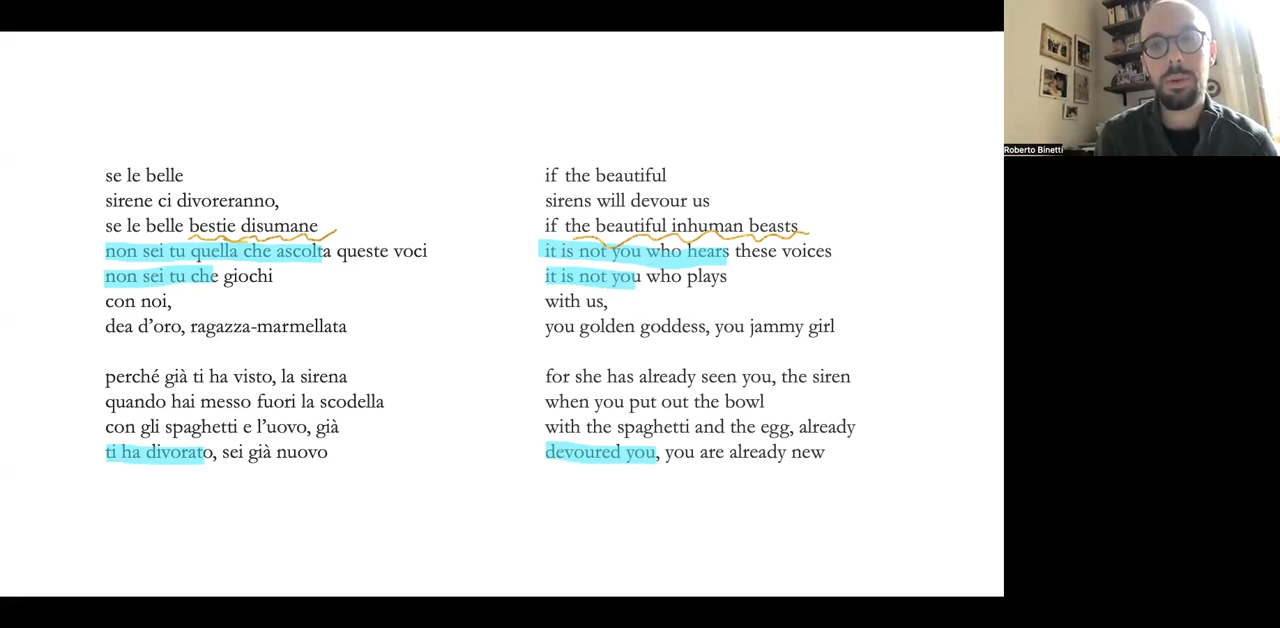 se le belle
sirene ci divoreranno,
se le belle bestie disumane
non sei tu quella che ascolta queste voci
non sei tu che giochi
con noi,
dea d’oro, ragazza-marmellata
perché già ti ha visto, la sirena
quando hai messo fuori la scodella
con gli spaghetti e l’uovo, già
ti ha divorato, sei già nuovo
if the beautiful
sirens will devour us
if the beautiful inhuman beasts
it is not you who hears these voices
it is not you who plays
with us,
you golden goddess, you jammy girl
for she has already seen you, the siren
when you put out the bowl
with the spaghetti and the egg, already
devoured you, you are already new
Roberto Binetti